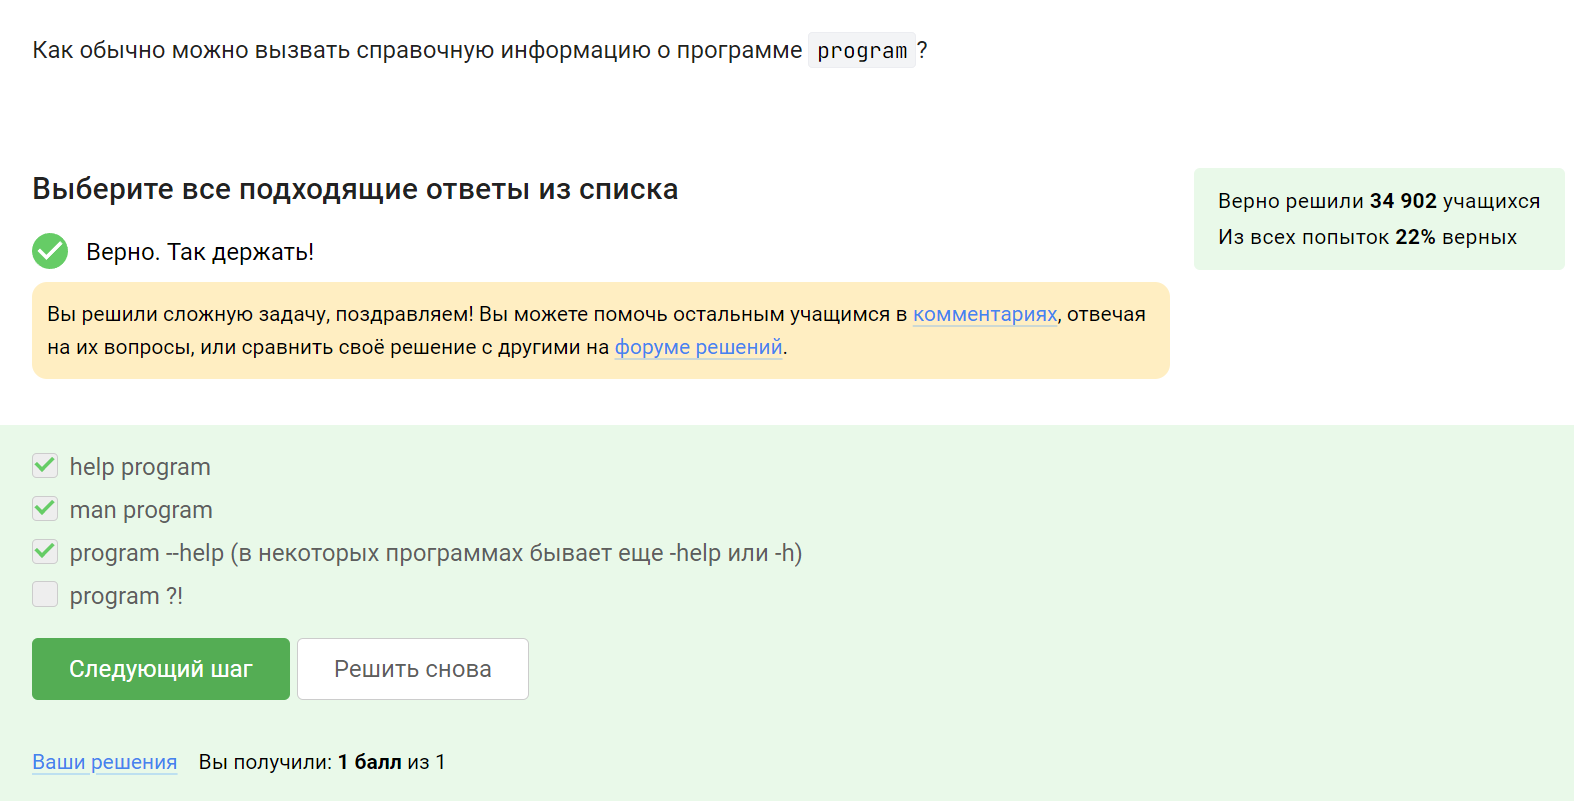 Как обычно можно вызвать справочную информацию о программе program?
Выберите все подходящие ответы из списка
Верно. Так держать!
Верно решили 34 902 учащихся
Из всех попыток 22% верных
Вы решили сложную задачу, поздравляем! Вы можете помочь остальным учащимся в комментариях, отвечая
на их вопросы, или сравнить своё решение с другими на форуме решений.
help program
man program
program --help (в некоторых программах бывает еще -help или -h)
program ?!
Следующий шаг
Решить снова
Ваши решения Вы получили: 1 балл из 1